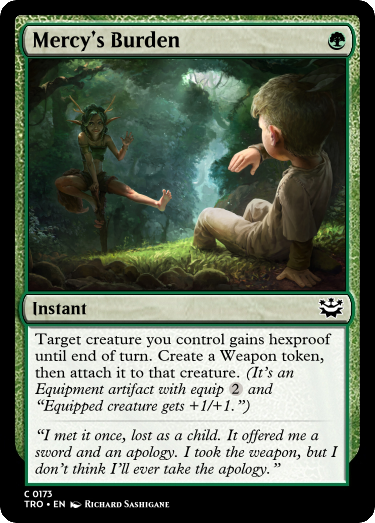 Mercy's Burden
Instant
Target creature you control gains hexproof
until end of turn. Create a Weapon token,
then attach it to that creature. (It's an
Equipment artifact with equip 2 and
“Equipped creature gets +1/+1.”)
“I met it once, lost as a child. It offered me a
sword and an apology. I took the weapon, but I
don't think I'll ever take the apology.”
C 0173
TRO • EN Richard Sashigane